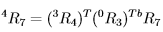 ⁴R₇ = (³R₄)ᵀ(⁰R₃)ᵀᵇR₇